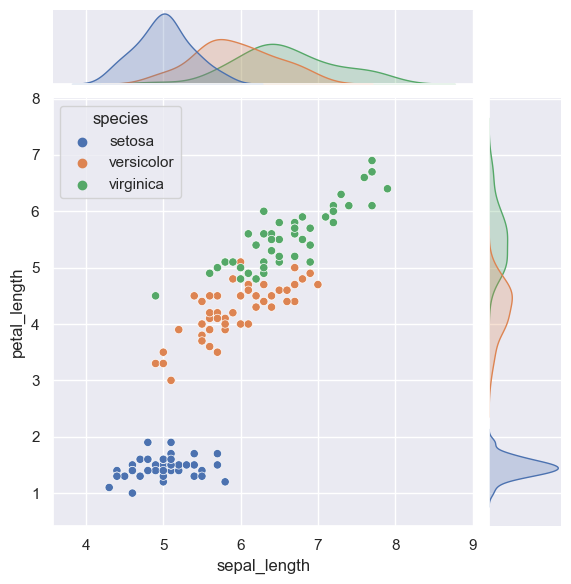 8
species
setosa
versicolor
virginica
7
6
5
4
3
2
1
petal_length
4 5 6 7 8 9
sepal_length